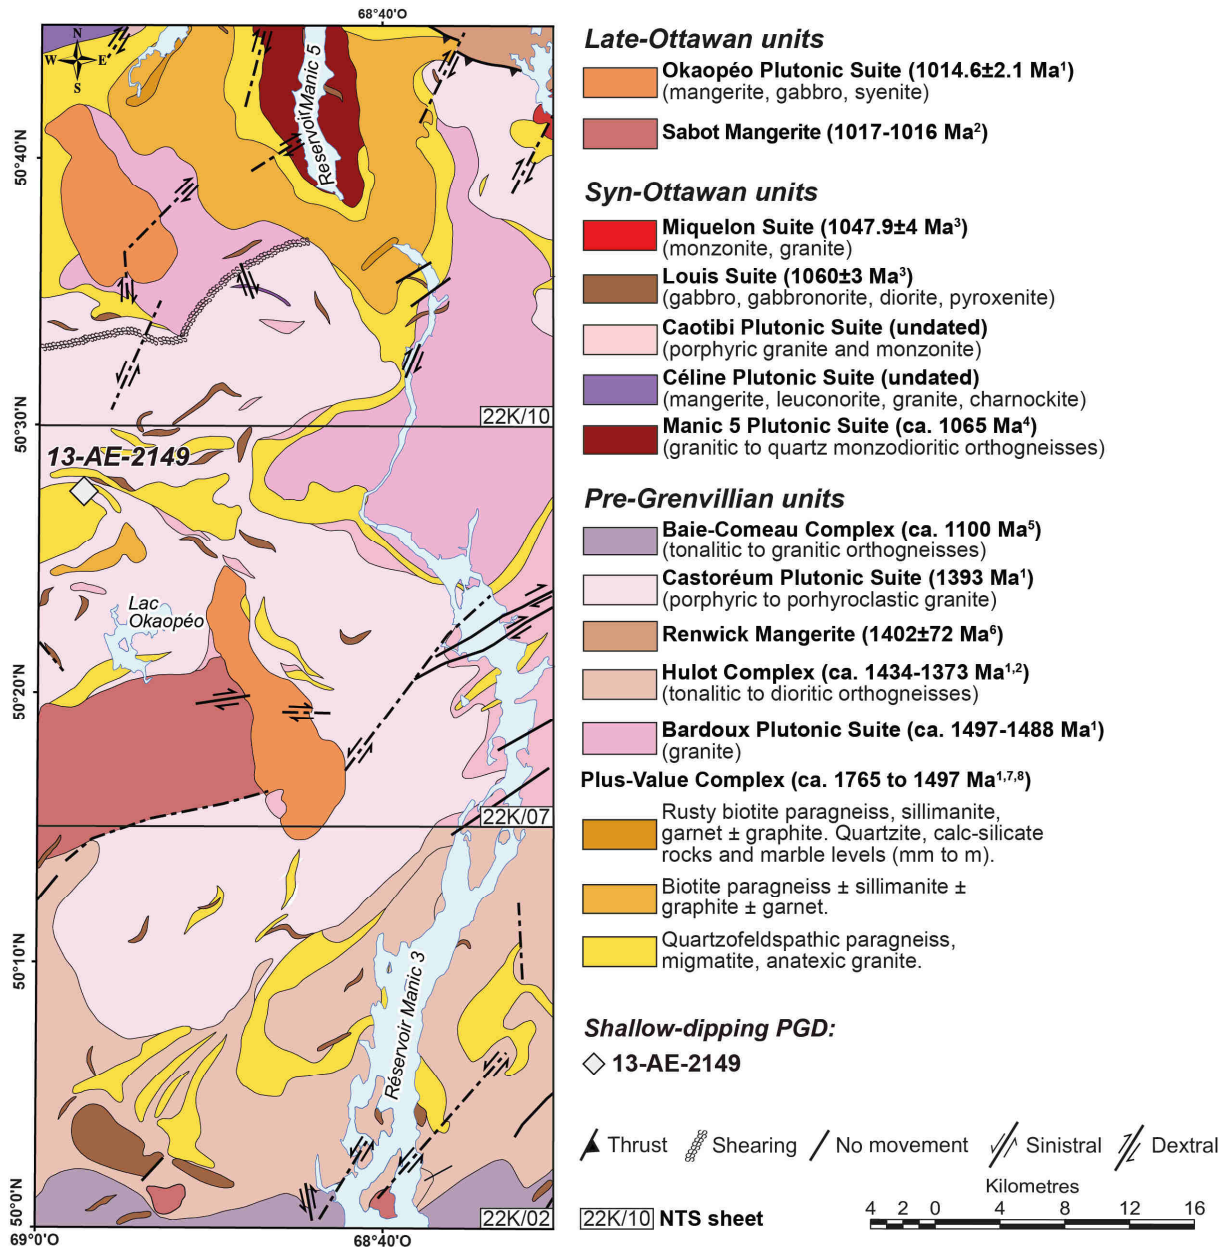 68°40'O
N
W E
S
Reservoir Manic 5
50°40'N
50°30'N
22K/10
13-AE-2149
Lac
Okaopéo
50°20'N
22K/07
50°10'N
Réservoir Manic 3
50°0'N
22K/02
69°0'O
68°40'O
Late-Ottawan units
Okaopéo Plutonic Suite (1014.6±2.1 Ma¹)
(mangerite, gabbro, syenite)
Sabot Mangerite (1017-1016 Ma²)
Syn-Ottawan units
Miquelon Suite (1047.9±4 Ma³)
(monzonite, granite)
Louis Suite (1060±3 Ma³)
(gabbro, gabbronorite, diorite, pyroxenite)
Caotibi Plutonic Suite (undated)
(porphyric granite and monzonite)
Céline Plutonic Suite (undated)
(mangerite, leuconorite, granite, charnockite)
Manic 5 Plutonic Suite (ca. 1065 Ma⁴)
(granitic to quartz monzodioritic orthogneisses)
Pre-Grenvillian units
Baie-Comeau Complex (ca. 1100 Ma⁵)
(tonalitic to granitic orthogneisses)
Castoréum Plutonic Suite (1393 Ma¹)
(porphyric to porhyroclastic granite)
Renwick Mangerite (1402±72 Ma⁶)
Hulot Complex (ca. 1434-1373 Ma¹,²)
(tonalitic to dioritic orthogneisses)
Bardoux Plutonic Suite (ca. 1497-1488 Ma¹)
(granite)
Plus-Value Complex (ca. 1765 to 1497 Ma¹,⁷,⁸)
Rusty biotite paragneiss, sillimanite,
garnet ± graphite. Quartzite, calc-silicate
rocks and marble levels (mm to m).
Biotite paragneiss ± sillimanite ±
graphite ± garnet.
Quartzofeldspathic paragneiss,
migmatite, anatexic granite.
Shallow-dipping PGD:
13-AE-2149
Thrust Shearing No movement Sinistral Dextral
22K/10 NTS sheet
Kilometres
4 2 0 4 8 12 16